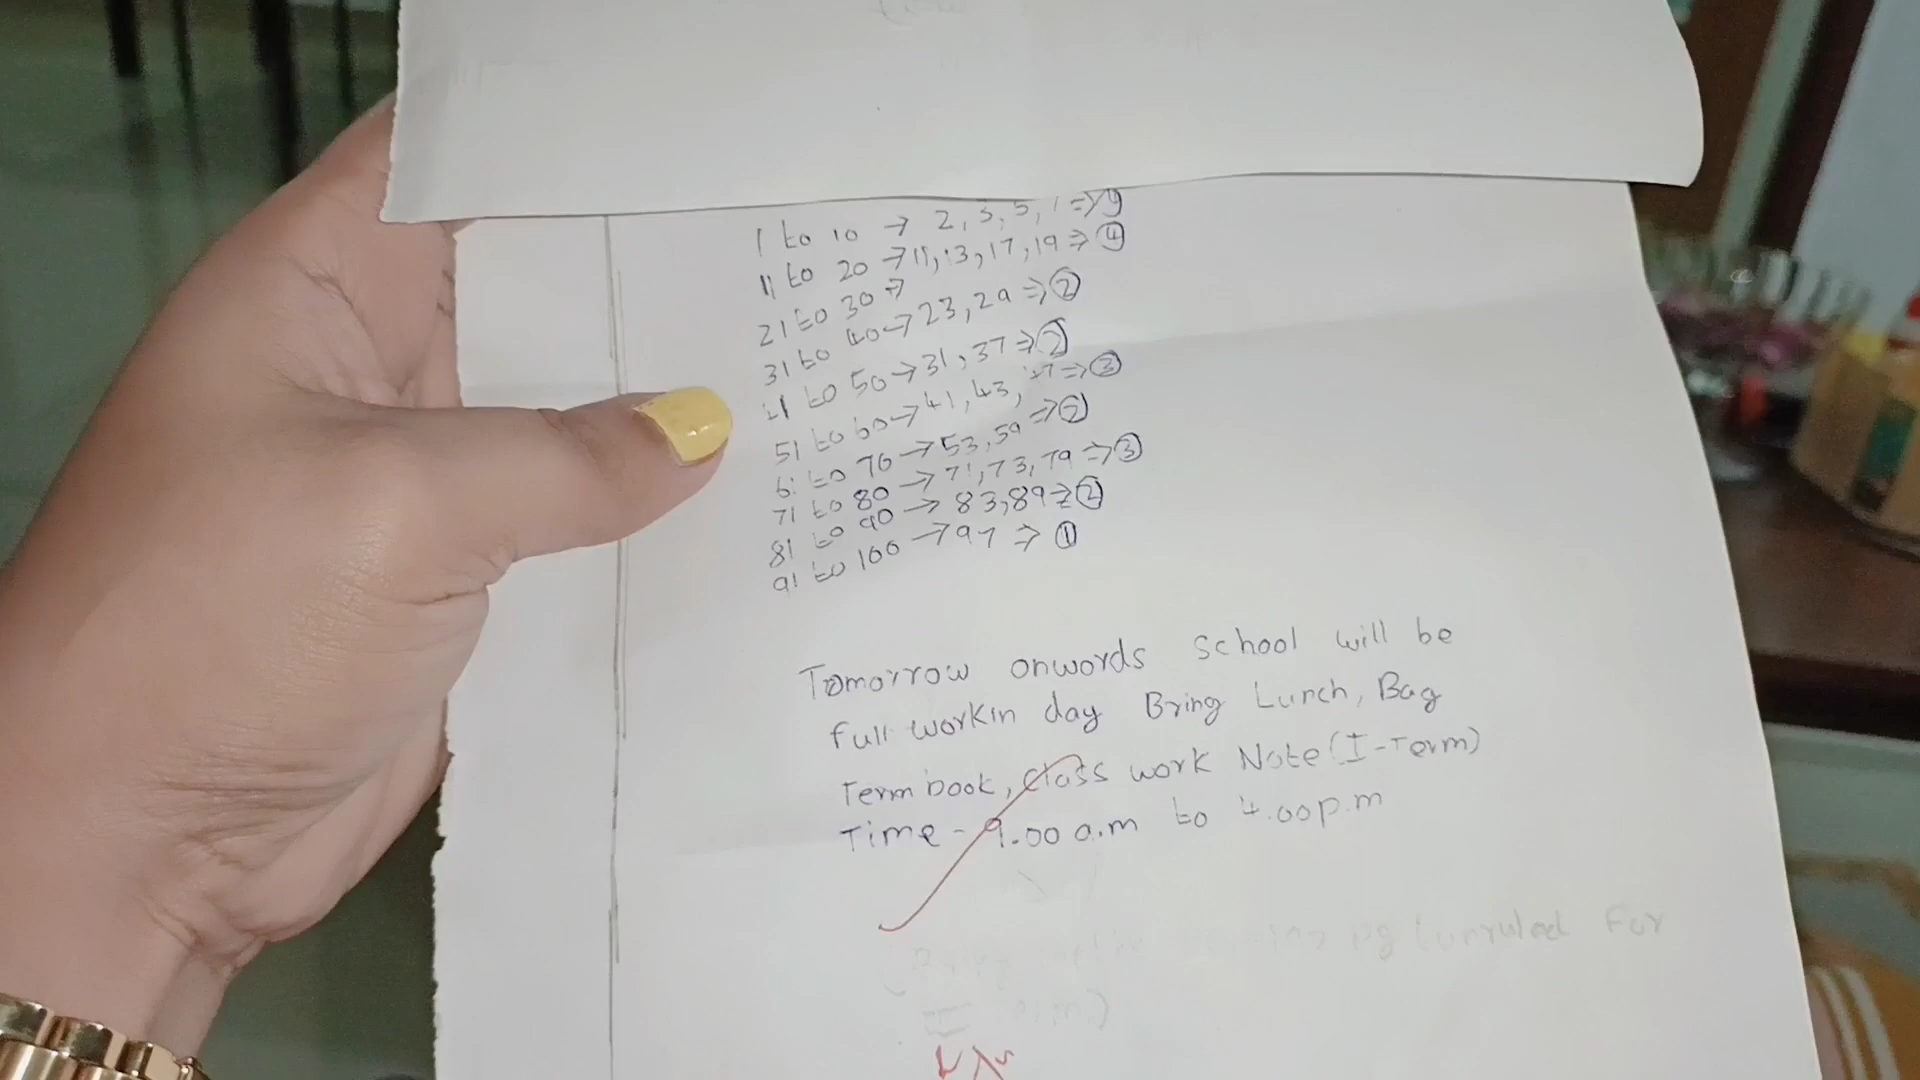 1 to 10 → 2, 3, 5, 7 ⇒ 4
11 to 20 → 11, 13, 17, 19 ⇒ 4
21 to 30 →
31 to 40 → 23, 29 ⇒ 2
41 to 50 → 31, 37 ⇒ 2
51 to 60 → 41, 43, 47 ⇒ 3
61 to 70 → 53, 59 ⇒ 2
71 to 80 → 71, 73, 79 ⇒ 3
81 to 90 → 83, 89 ⇒ 2
91 to 100 → 97 ⇒ 1
Tomorrow onwords school will be
full workin day Bring Lunch, Bag
Term book, class work Note (I-Term)
Time - 9.00 a.m to 4.00 p.m
pg (unruled For